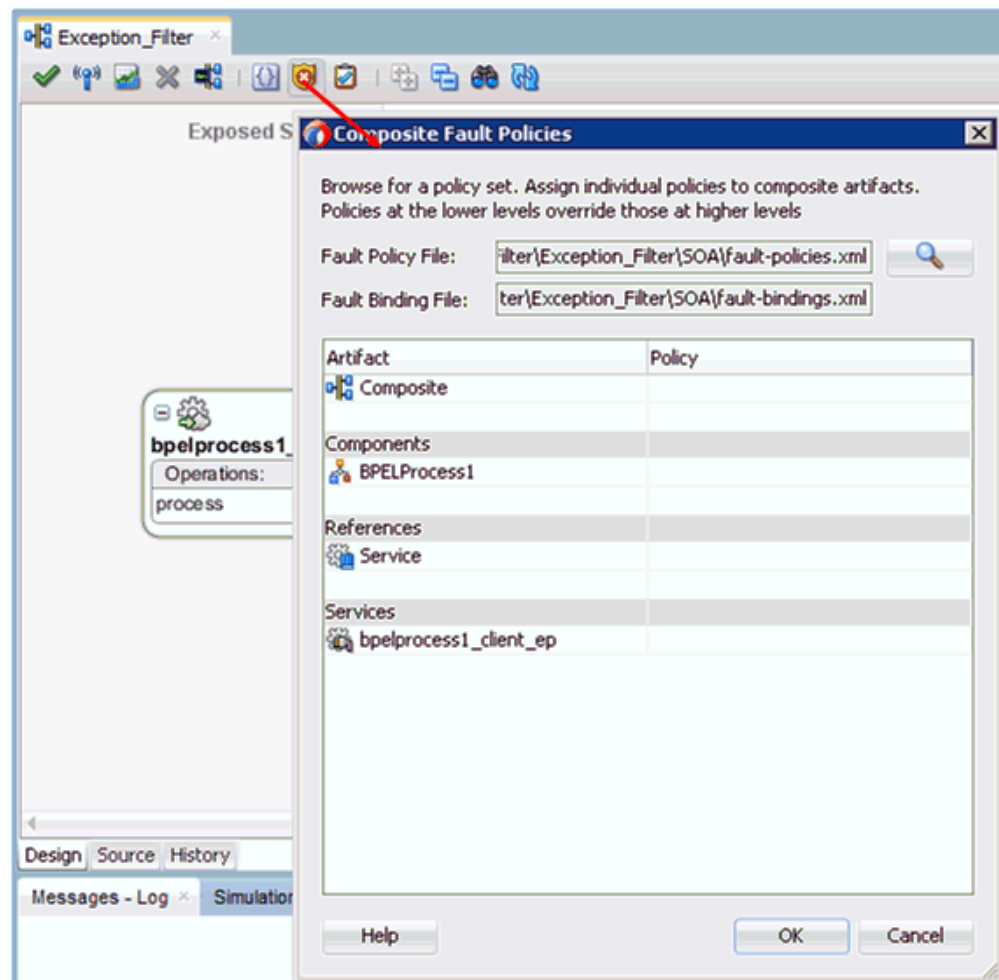 Exception_Filter
Exposed S
Composite Fault Policies
Browse for a policy set. Assign individual policies to composite artifacts.
Policies at the lower levels override those at higher levels
Fault Policy File:
ilter\Exception_Filter\SOA\fault-policies.xml
Fault Binding File:
ter\Exception_Filter\SOA\fault-bindings.xml
Artifact Policy
Composite
Components
BPELProcess1
References
Service
Services
bpelprocess1_client_ep
bpelprocess1_
Operations:
process
Design Source History
Messages - Log
Simulation
Help OK Cancel